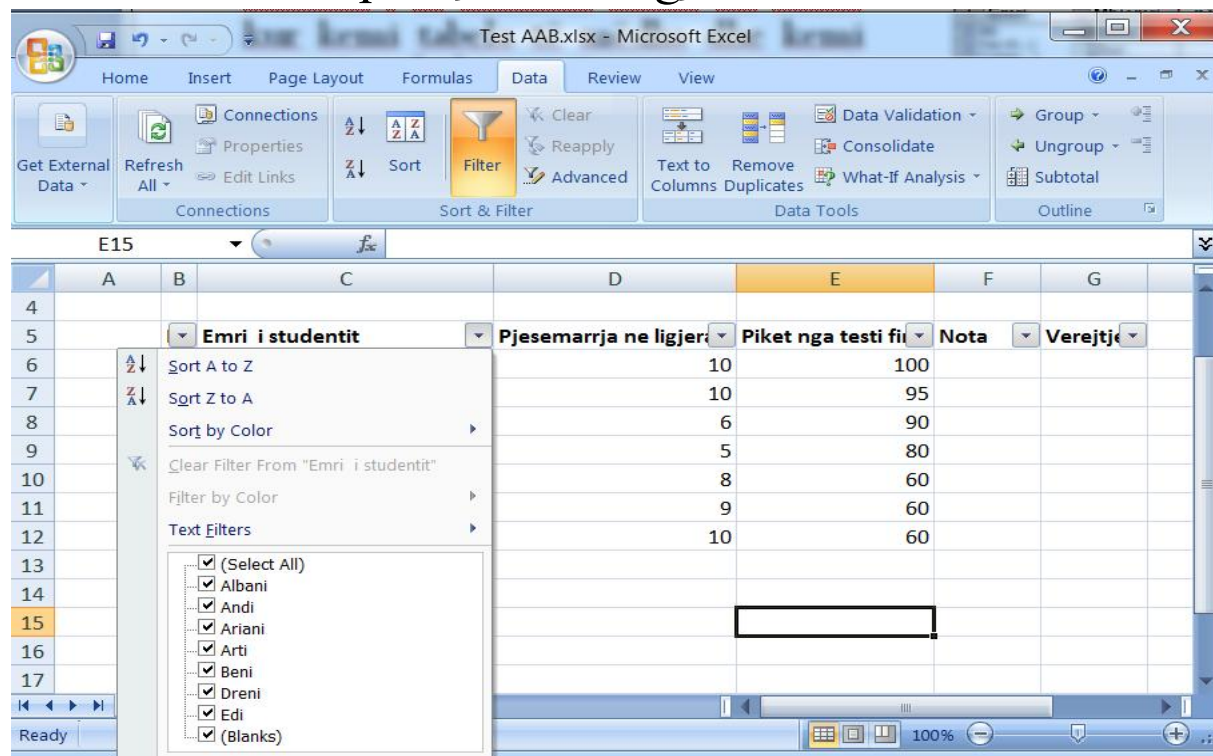 Test AAB.xlsx - Microsoft Excel
Home Insert Page Layout Formulas Data Review View
Get External Data
Refresh All
Connections
Properties
Edit Links
Connections
Sort
Filter
Clear
Reapply
Advanced
Sort & Filter
Text to Columns
Remove Duplicates
Data Validation
Consolidate
What-If Analysis
Data Tools
Group
Ungroup
Subtotal
Outline
E15 fx
A B C D E F G
4
5 Emri i studentit Pjesemarrja ne ligjera Piket nga testi fi Nota Verejtje
6 10 100
7 10 95
8 6 90
9 5 80
10 8 60
11 9 60
12 10 60
13
14
15
16
17
Sort A to Z
Sort Z to A
Sort by Color
Clear Filter From "Emri i studentit"
Filter by Color
Text Filters
(Select All)
Albani
Andi
Ariani
Arti
Beni
Dreni
Edi
(Blanks)
Ready 100%